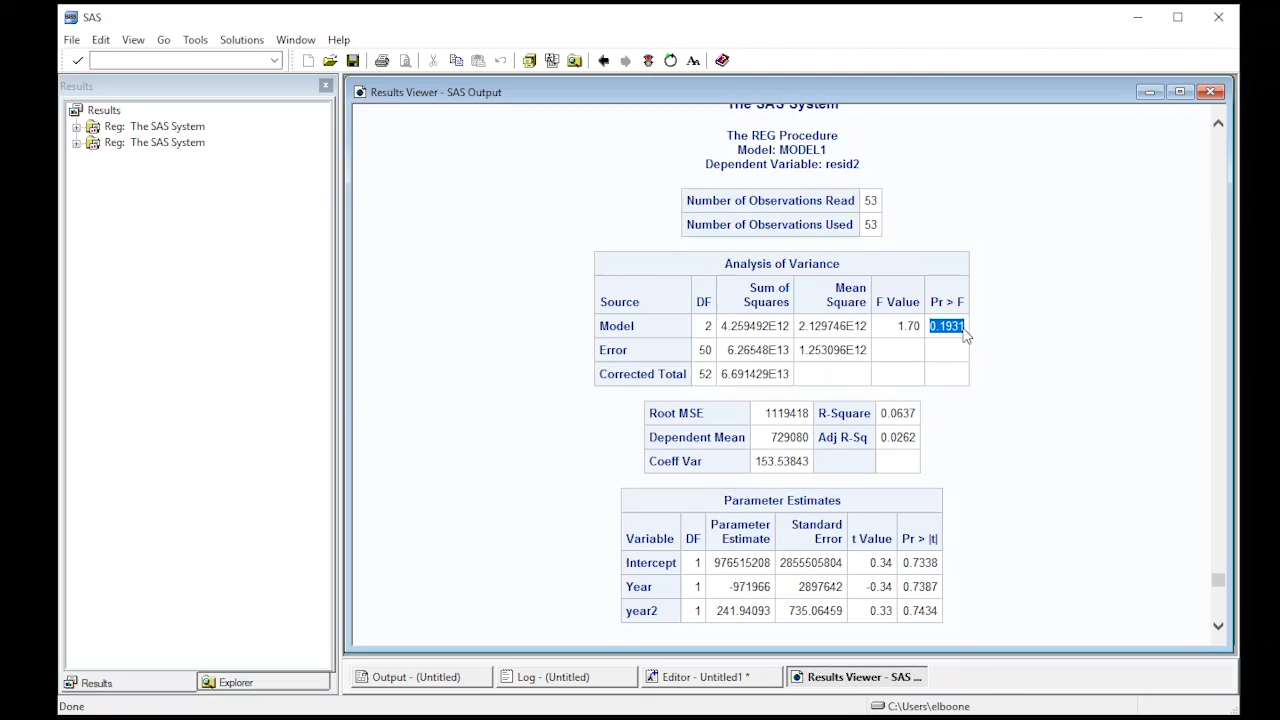 SAS
File Edit View Go Tools Solutions Window Help
Results
Results
Reg: The SAS System
Reg: The SAS System
Results
Explorer
Results Viewer - SAS Output
The SAS System
The REG Procedure
Model: MODEL1
Dependent Variable: resid2
Number of Observations Read 53
Number of Observations Used 53
Analysis of Variance
Source DF Sum of Squares Mean Square F Value Pr > F
Model 2 4.259492E12 2.129746E12 1.70 0.1931
Error 50 6.26548E13 1.253096E12
Corrected Total 52 6.691429E13
Root MSE 1119418 R-Square 0.0637
Dependent Mean 729080 Adj R-Sq 0.0262
Coeff Var 153.53843
Parameter Estimates
Variable DF Parameter Estimate Standard Error t Value Pr > |t|
Intercept 1 976515208 2855505804 0.34 0.7338
Year 1 -971966 2897642 -0.34 0.7387
year2 1 241.94093 735.06459 0.33 0.7434
Output - (Untitled) Log - (Untitled) Editor - Untitled1 * Results Viewer - SAS ...
Done C:\Users\elboone